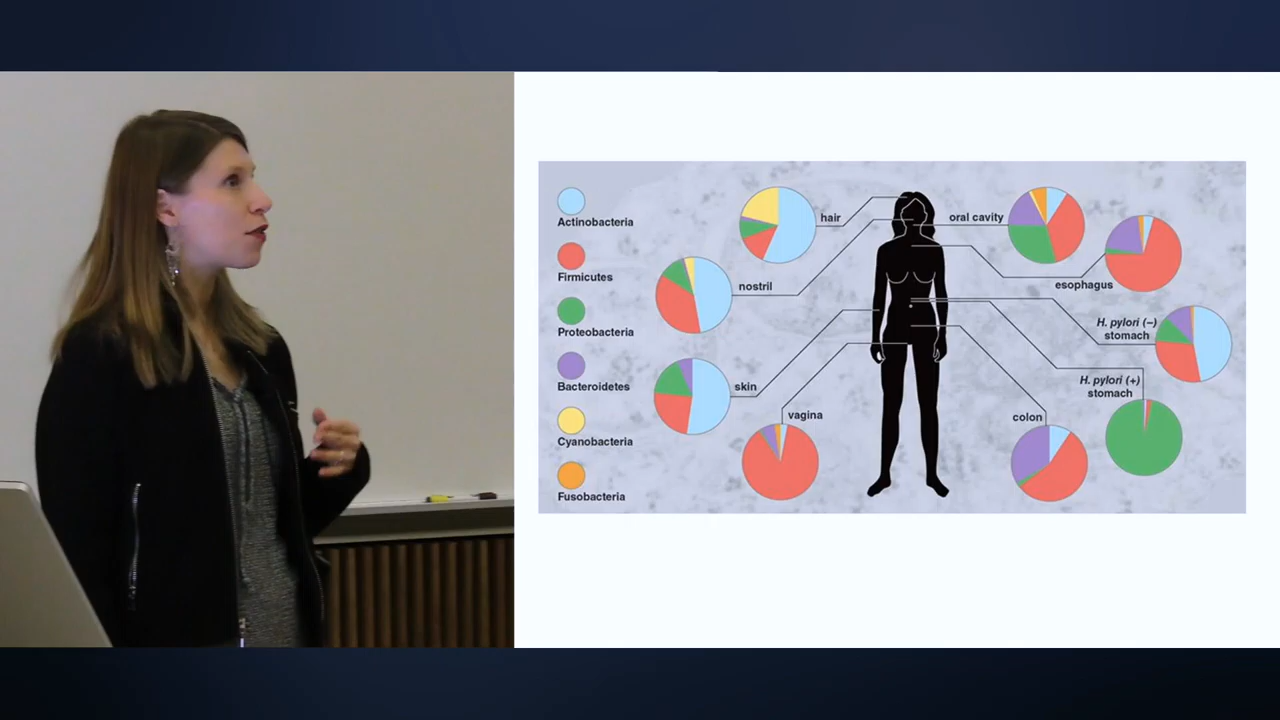 Actinobacteria
Firmicutes
Proteobacteria
Bacteroidetes
Cyanobacteria
Fusobacteria
hair
nostril
skin
vagina
oral cavity
esophagus
H. pylori (–)
stomach
H. pylori (+)
stomach
colon